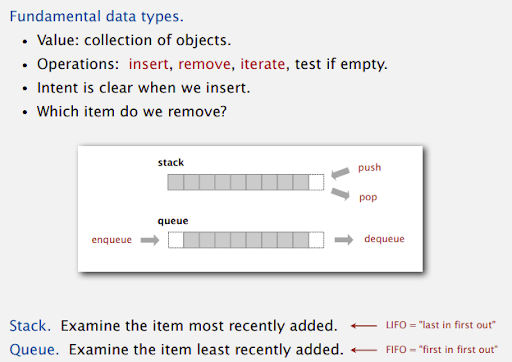 Fundamental data types.
• Value: collection of objects.
• Operations: insert, remove, iterate, test if empty.
• Intent is clear when we insert.
• Which item do we remove?
stack
push
pop
queue
enqueue
dequeue
Stack. Examine the item most recently added. LIFO = "last in first out"
Queue. Examine the item least recently added. FIFO = "first in first out"